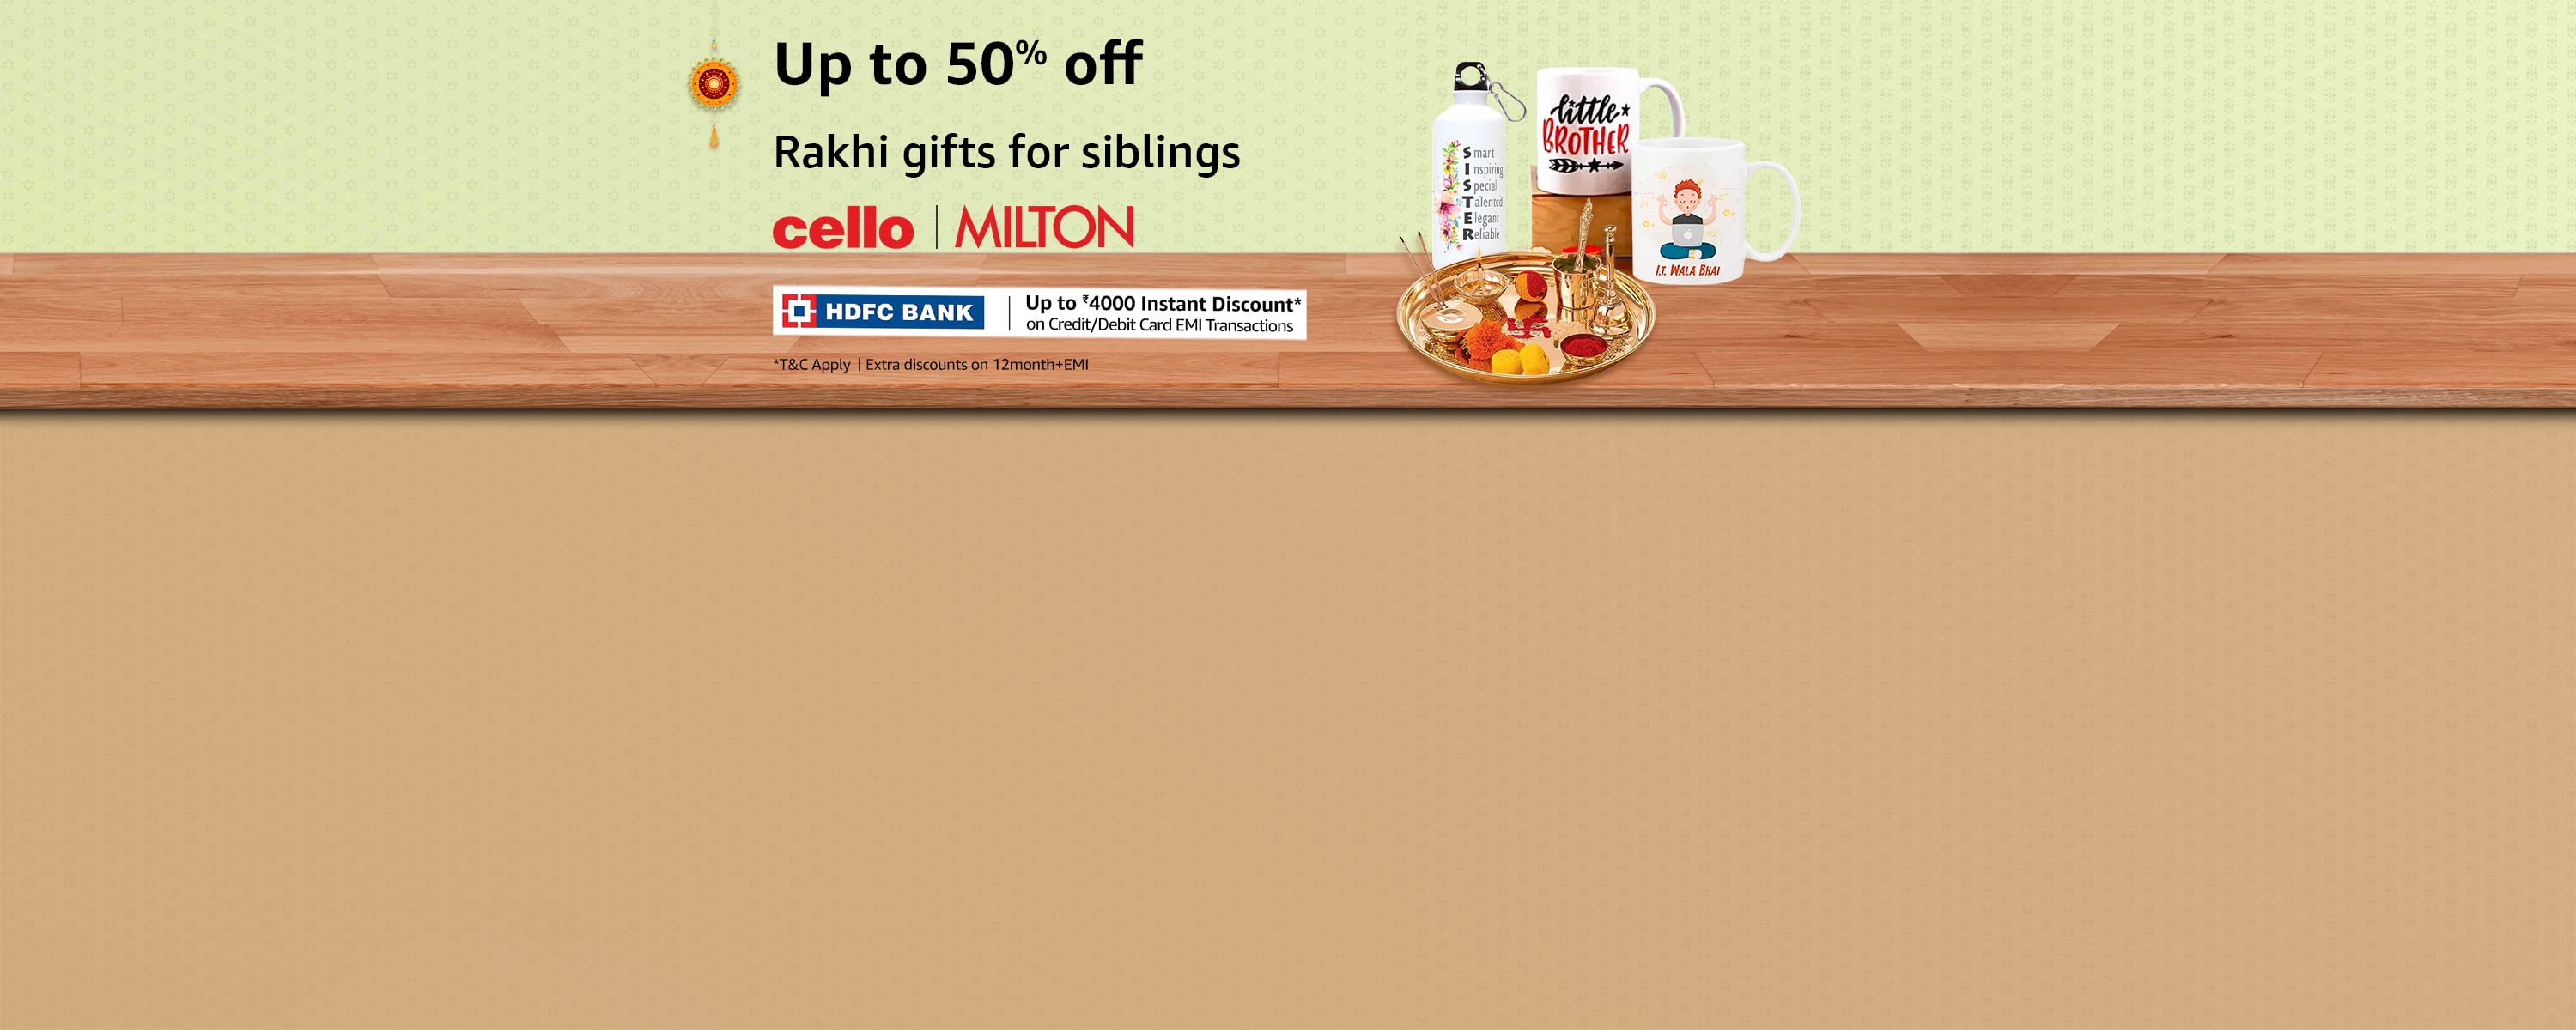 Up to 50% off
Rakhi gifts for siblings
cello | MILTON
HDFC BANK | Up to ₹4000 Instant Discount*
on Credit/Debit Card EMI Transactions
*T&C Apply | Extra discounts on 12month+EMI
Smart
Inspiring
Special
Talented
Elegant
Reliable
little
BROTHER
I.T. WALA BHAI